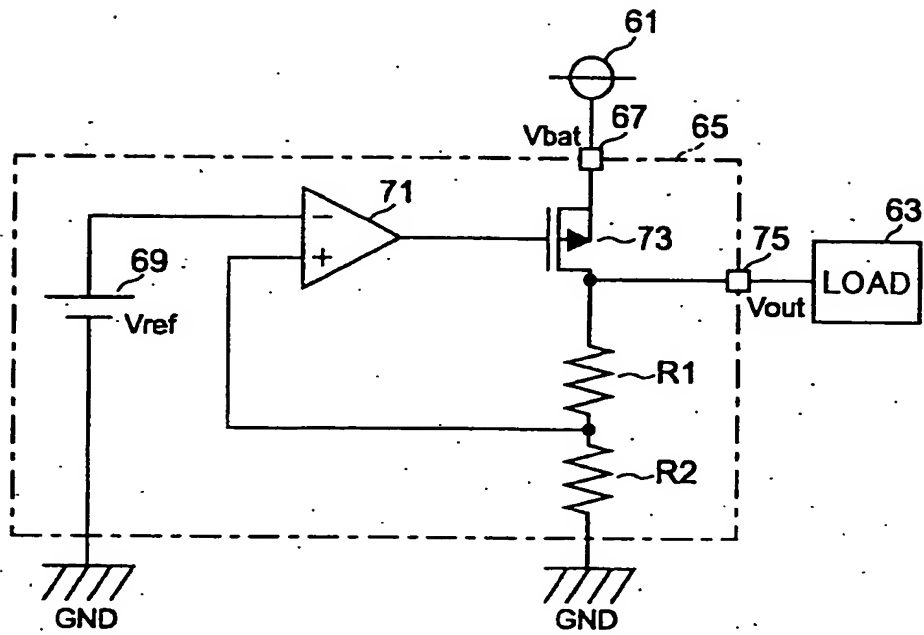 61
Vbat
67
65
71
−
+
73
75
63
LOAD
Vout
69
Vref
R1
R2
GND
GND